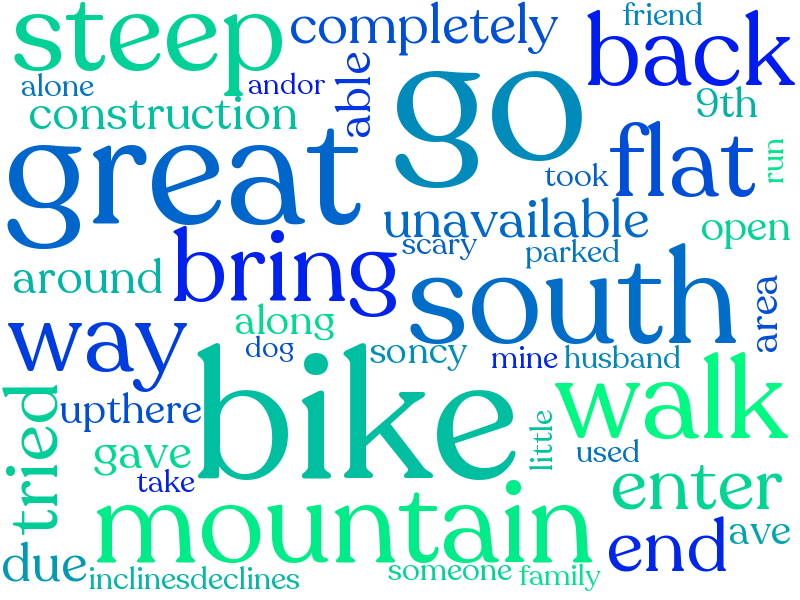 steep
completely
friend
back
alone
andor
able
go
9th
construction
great
flat
run
took
unavailable
open
scary
parked
bring
south
around
area
way
along
dog
soncy
mine
husband
bike
walk
tried
upthere
gave
take
little
used
enter
mountain
end
ave
due
inclinesdeclines
someone
family